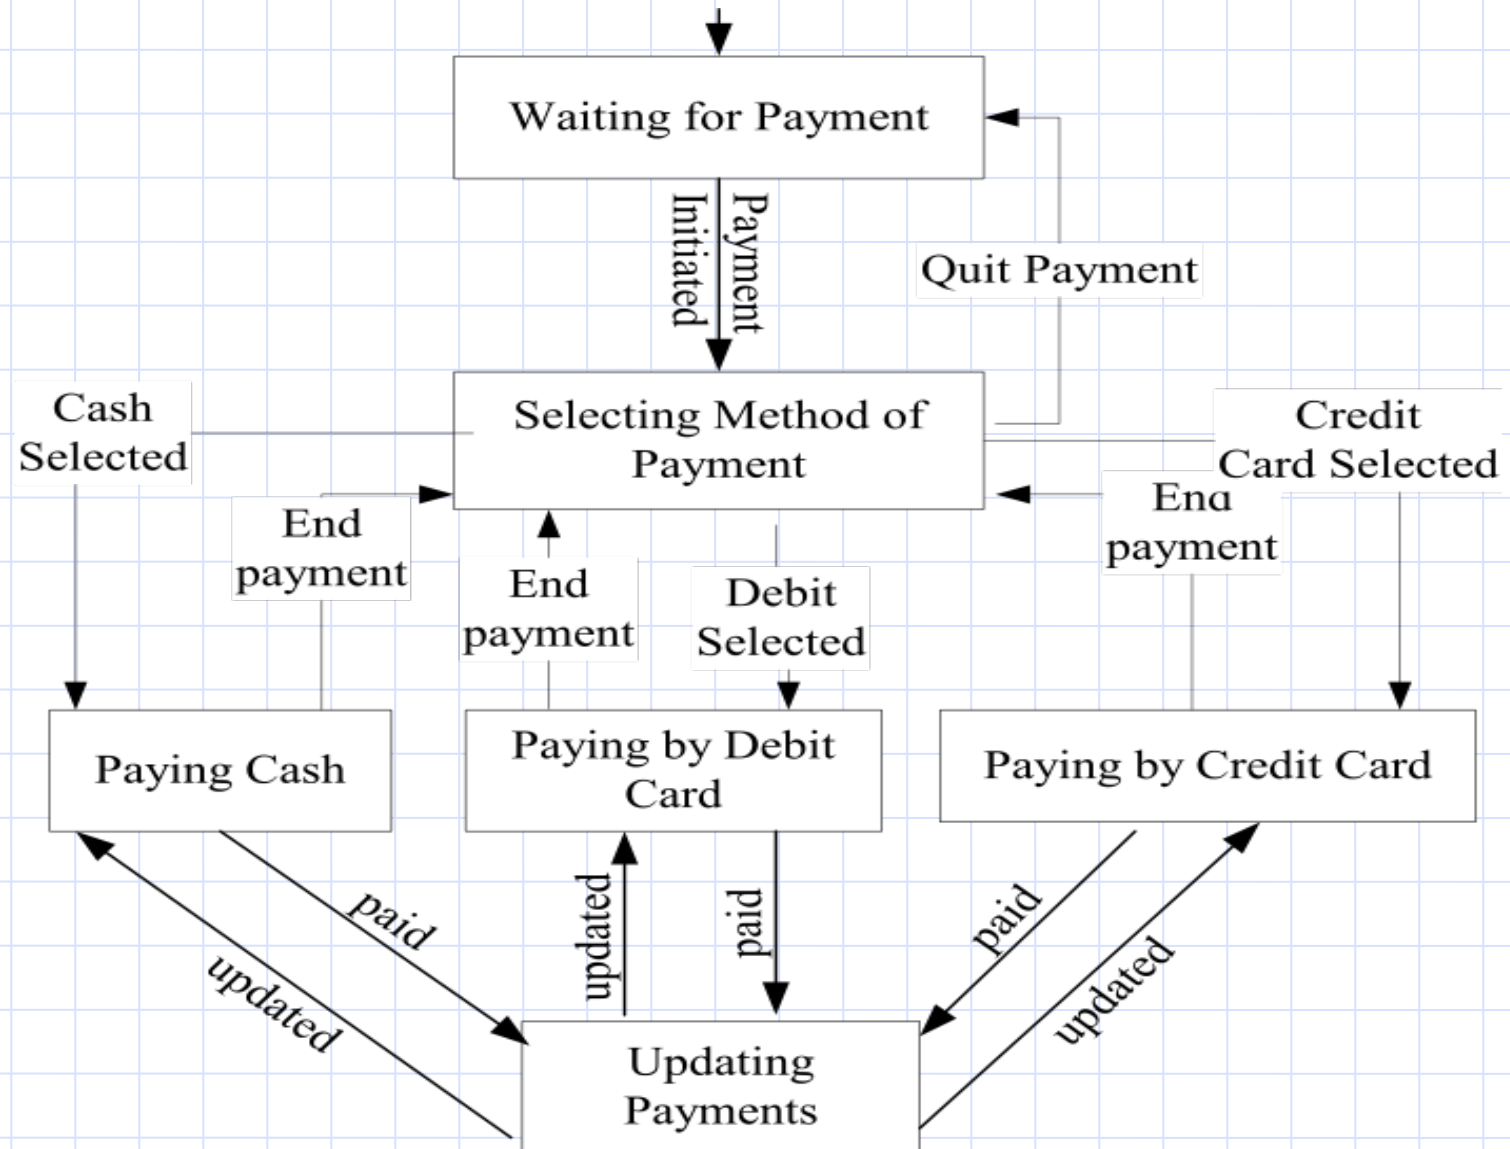 Waiting for Payment
Payment
Initiated
Quit Payment
Cash
Selected
Selecting Method of
Payment
Credit
Card Selected
End
payment
End
payment
Debit
Selected
End
payment
Paying Cash
Paying by Debit
Card
Paying by Credit Card
paid
updated
updated
paid
paid
updated
Updating
Payments